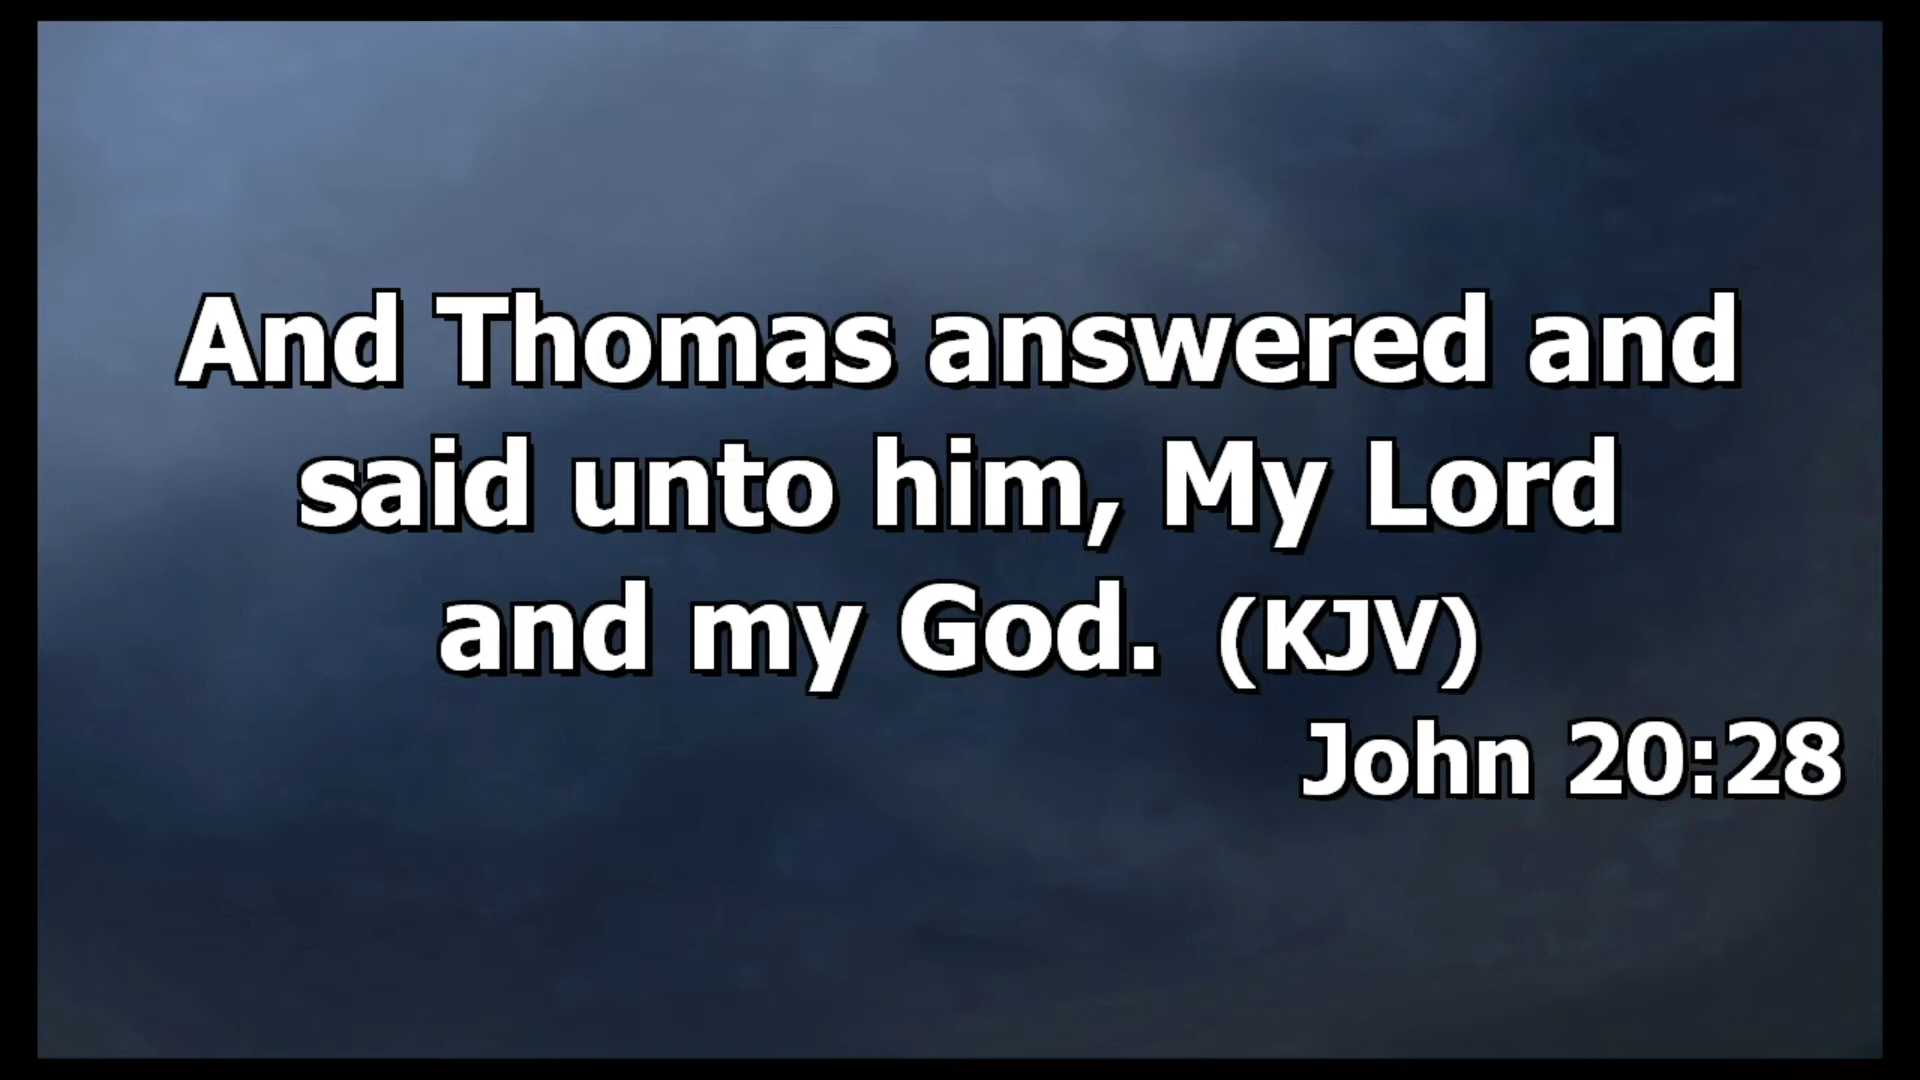 And Thomas answered and
said unto him, My Lord
and my God. (KJV)
John 20:28